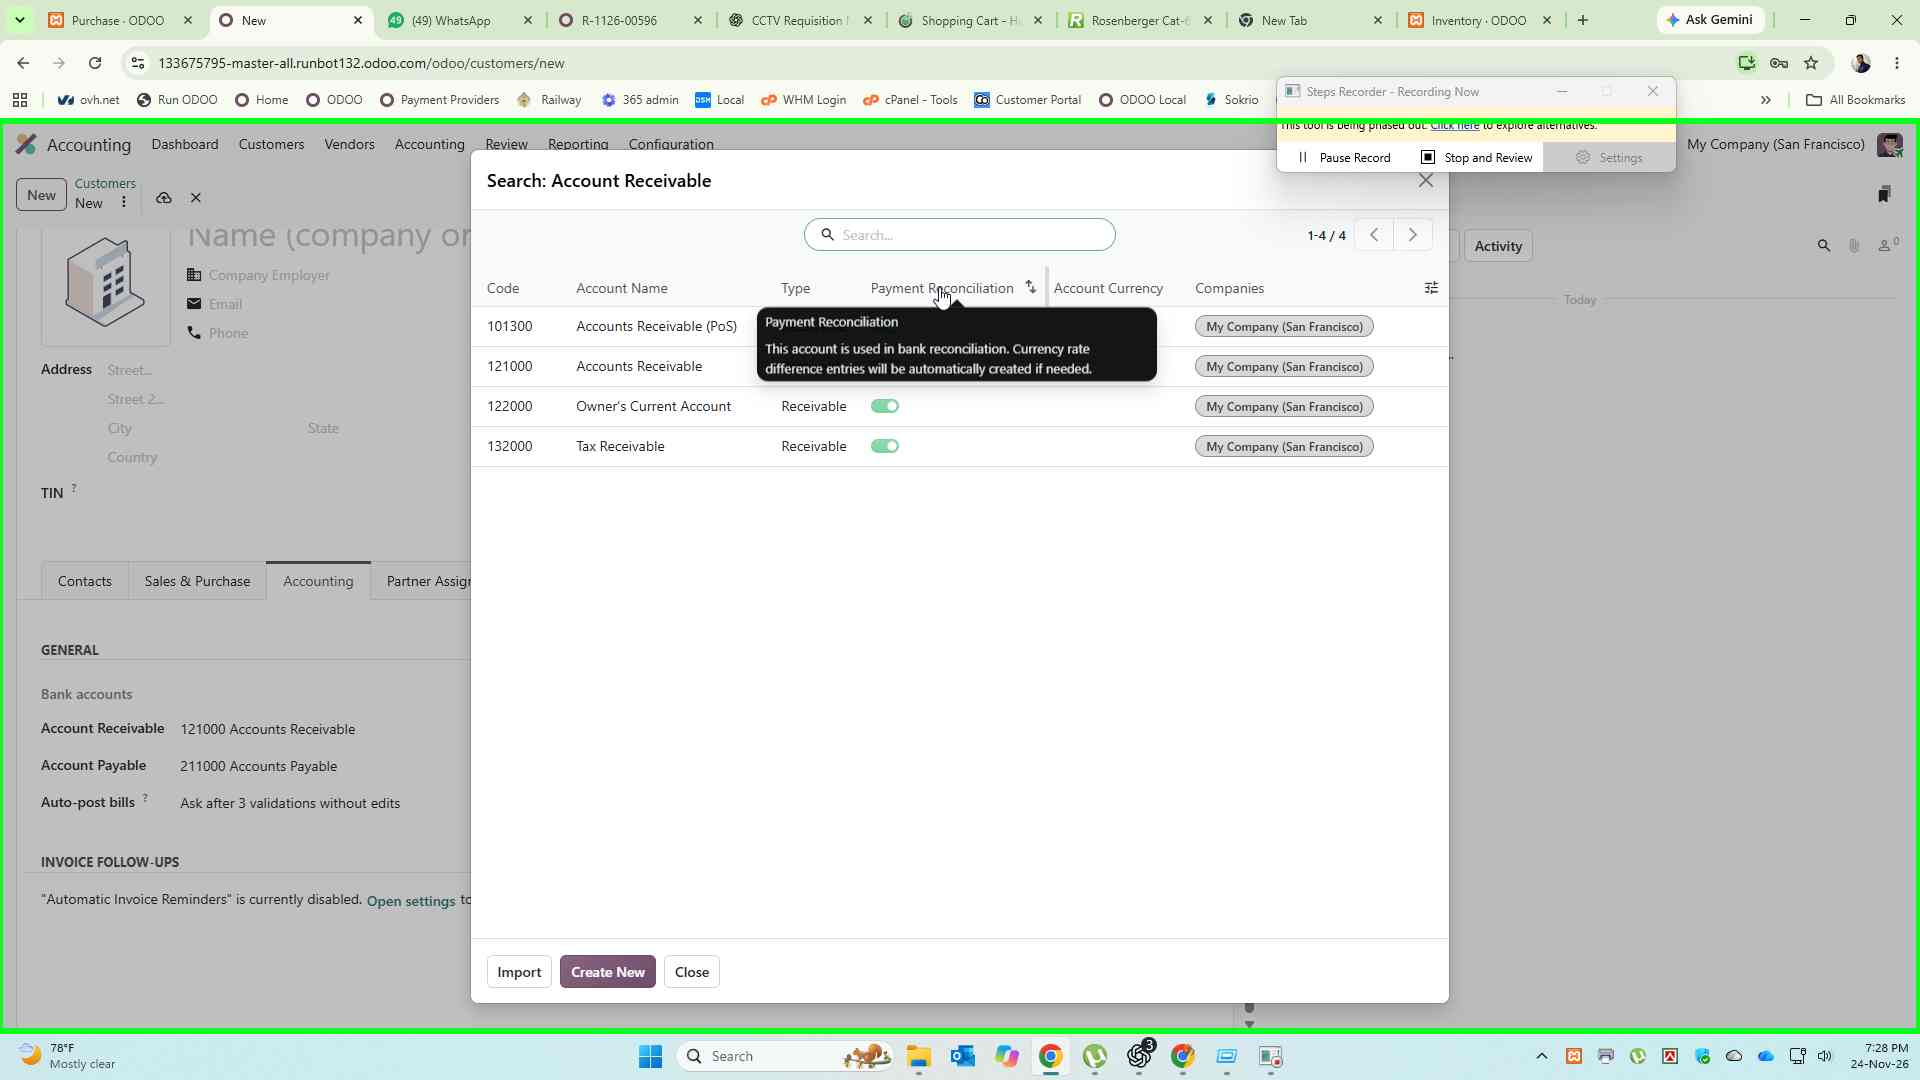 Purchase - ODOO
New
(49) WhatsApp
R-1126-00596
CCTV Requisition
Shopping Cart - H
Rosenberger Cat-6
New Tab
Inventory - ODOO
Ask Gemini
133675795-master-all.runbot132.odoo.com/odoo/customers/new
ovh.net
Run ODOO
Home
ODOO
Payment Providers
Railway
365 admin
Local
WHM Login
cPanel - Tools
Customer Portal
ODOO Local
Sokrio
All Bookmarks
Steps Recorder - Recording Now
This tool is being phased out. Click here to explore alternatives.
Pause Record
Stop and Review
Settings
Accounting
Dashboard
Customers
Vendors
Accounting
Review
Reporting
Configuration
My Company (San Francisco)
New
Customers
New
Activity
0
Today
Name (company or
Company Employer
Email
Phone
Address
Street...
Street 2...
City
State
Country
TIN ?
Contacts
Sales & Purchase
Accounting
Partner Assign
GENERAL
Bank accounts
Account Receivable 121000 Accounts Receivable
Account Payable 211000 Accounts Payable
Auto-post bills ? Ask after 3 validations without edits
INVOICE FOLLOW-UPS
"Automatic Invoice Reminders" is currently disabled. Open settings to
Search: Account Receivable
Search...
1-4 / 4
Code Account Name Type Payment Reconciliation Account Currency Companies
101300 Accounts Receivable (PoS) My Company (San Francisco)
121000 Accounts Receivable My Company (San Francisco)
122000 Owner's Current Account Receivable My Company (San Francisco)
132000 Tax Receivable Receivable My Company (San Francisco)
Payment Reconciliation
This account is used in bank reconciliation. Currency rate
difference entries will be automatically created if needed.
Import
Create New
Close
78°F
Mostly clear
Search
3
7:28 PM
24-Nov-26